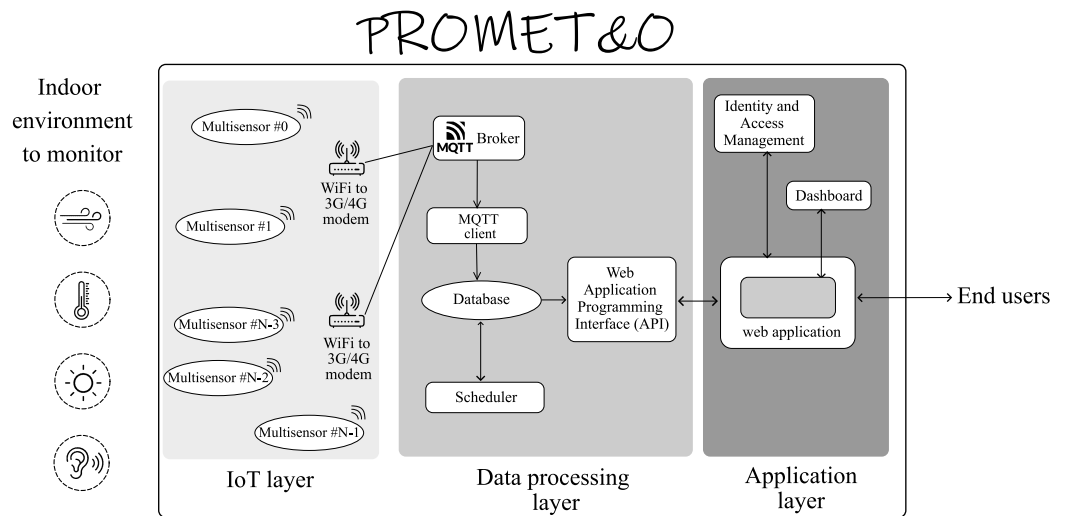 PROMET&O
Indoor
environment
to monitor
Multisensor #0
WiFi to
3G/4G
modem
Multisensor #1
Multisensor #N-3
WiFi to
3G/4G
modem
Multisensor #N-2
Multisensor #N-1
IoT layer
MQTT Broker
MQTT
client
Database
Scheduler
Web
Application
Programming
Interface (API)
Data processing
layer
Identity and
Access
Management
Dashboard
web application
Application
layer
End users